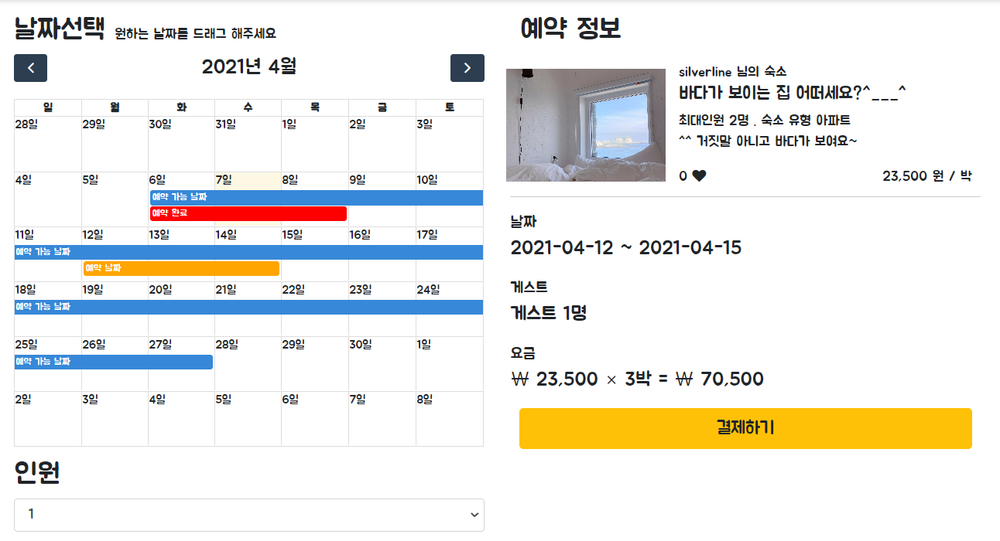 날짜선택 원하는 날짜를 드래그 해주세요
2021년 4월
일 월 화 수 목 금 토
28일 29일 30일 31일 1일 2일 3일
4일 5일 6일 7일 8일 9일 10일
예약 가능 날짜
예약 완료
11일 12일 13일 14일 15일 16일 17일
예약 가능 날짜
예약 날짜
18일 19일 20일 21일 22일 23일 24일
예약 가능 날짜
25일 26일 27일 28일 29일 30일 1일
예약 가능 날짜
2일 3일 4일 5일 6일 7일 8일
인원
1
예약 정보
silverline 님의 숙소
바다가 보이는 집 어떠세요?^___^
최대인원 2명 . 숙소 유형 아파트
^^ 거짓말 아니고 바다가 보여요~
0 ♥ 23,500 원 / 박
날짜
2021-04-12 ~ 2021-04-15
게스트
게스트 1명
요금
₩ 23,500 × 3박 = ₩ 70,500
결제하기